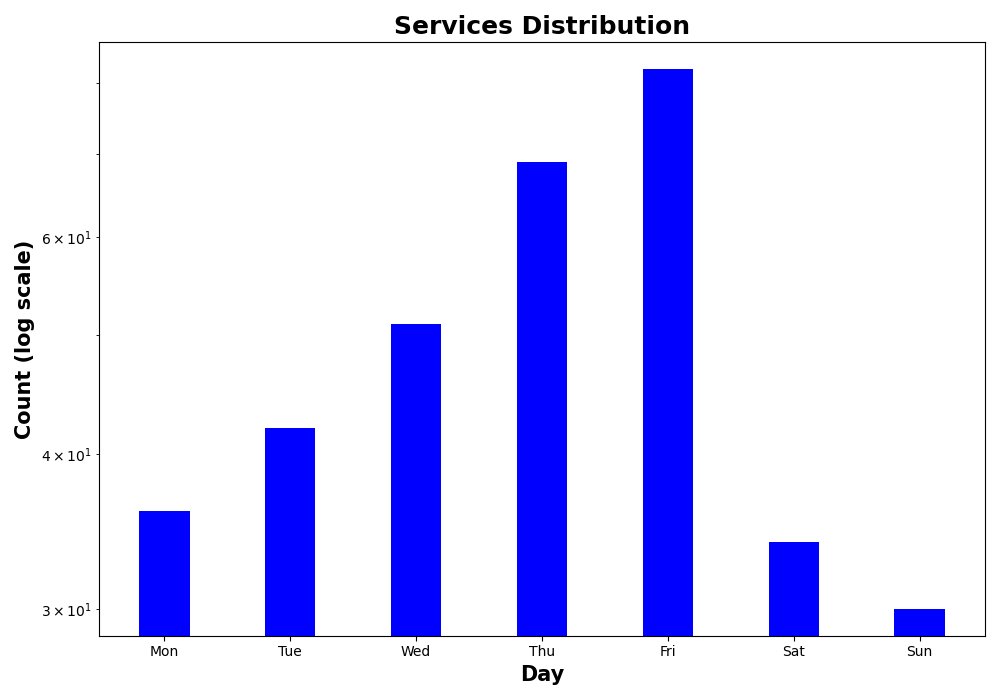 Services Distribution
Count (log scale)
6 × 10¹
4 × 10¹
3 × 10¹
Mon Tue Wed Thu Fri Sat Sun
Day